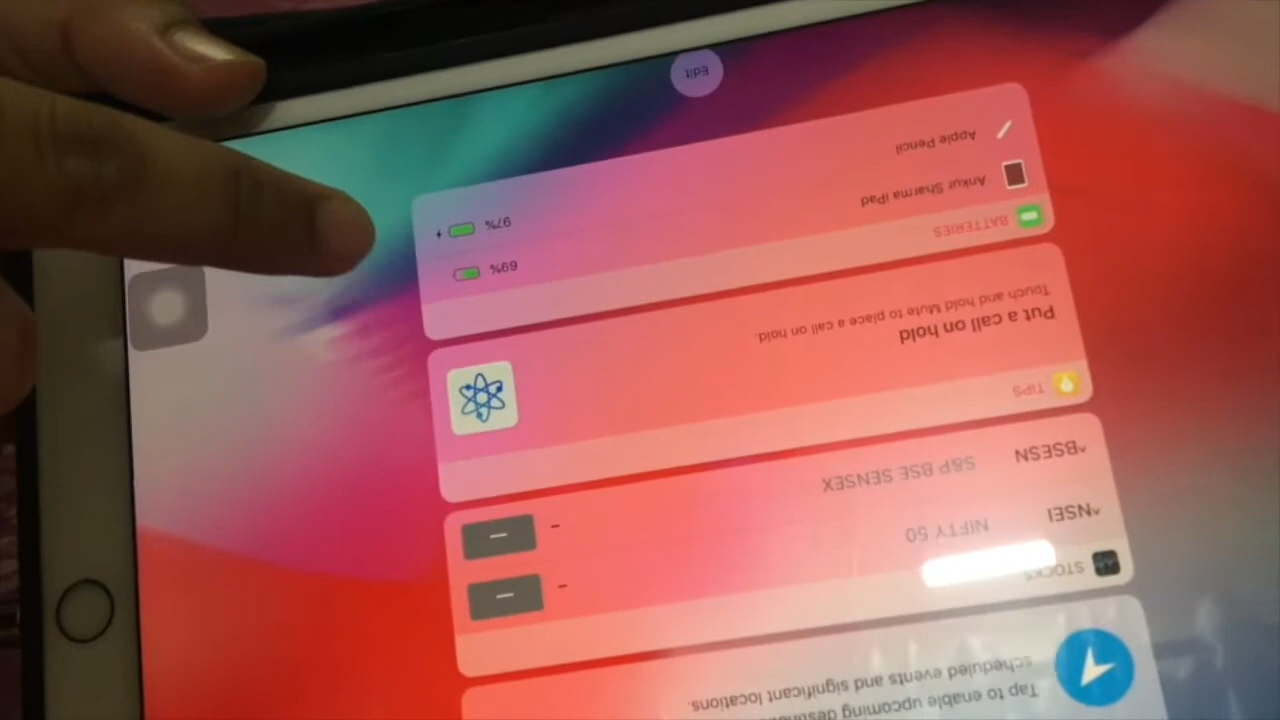 Tap to enable upcoming
scheduled events and significant locations.
STOCKS
^NSEI NIFTY 50 – —
^BSESN S&P BSE SENSEX – —
TIPS
Put a call on hold
Touch and hold Mute to place a call on hold.
BATTERIES
Ankur Sharma iPad 69%
Apple Pencil 97%
Edit